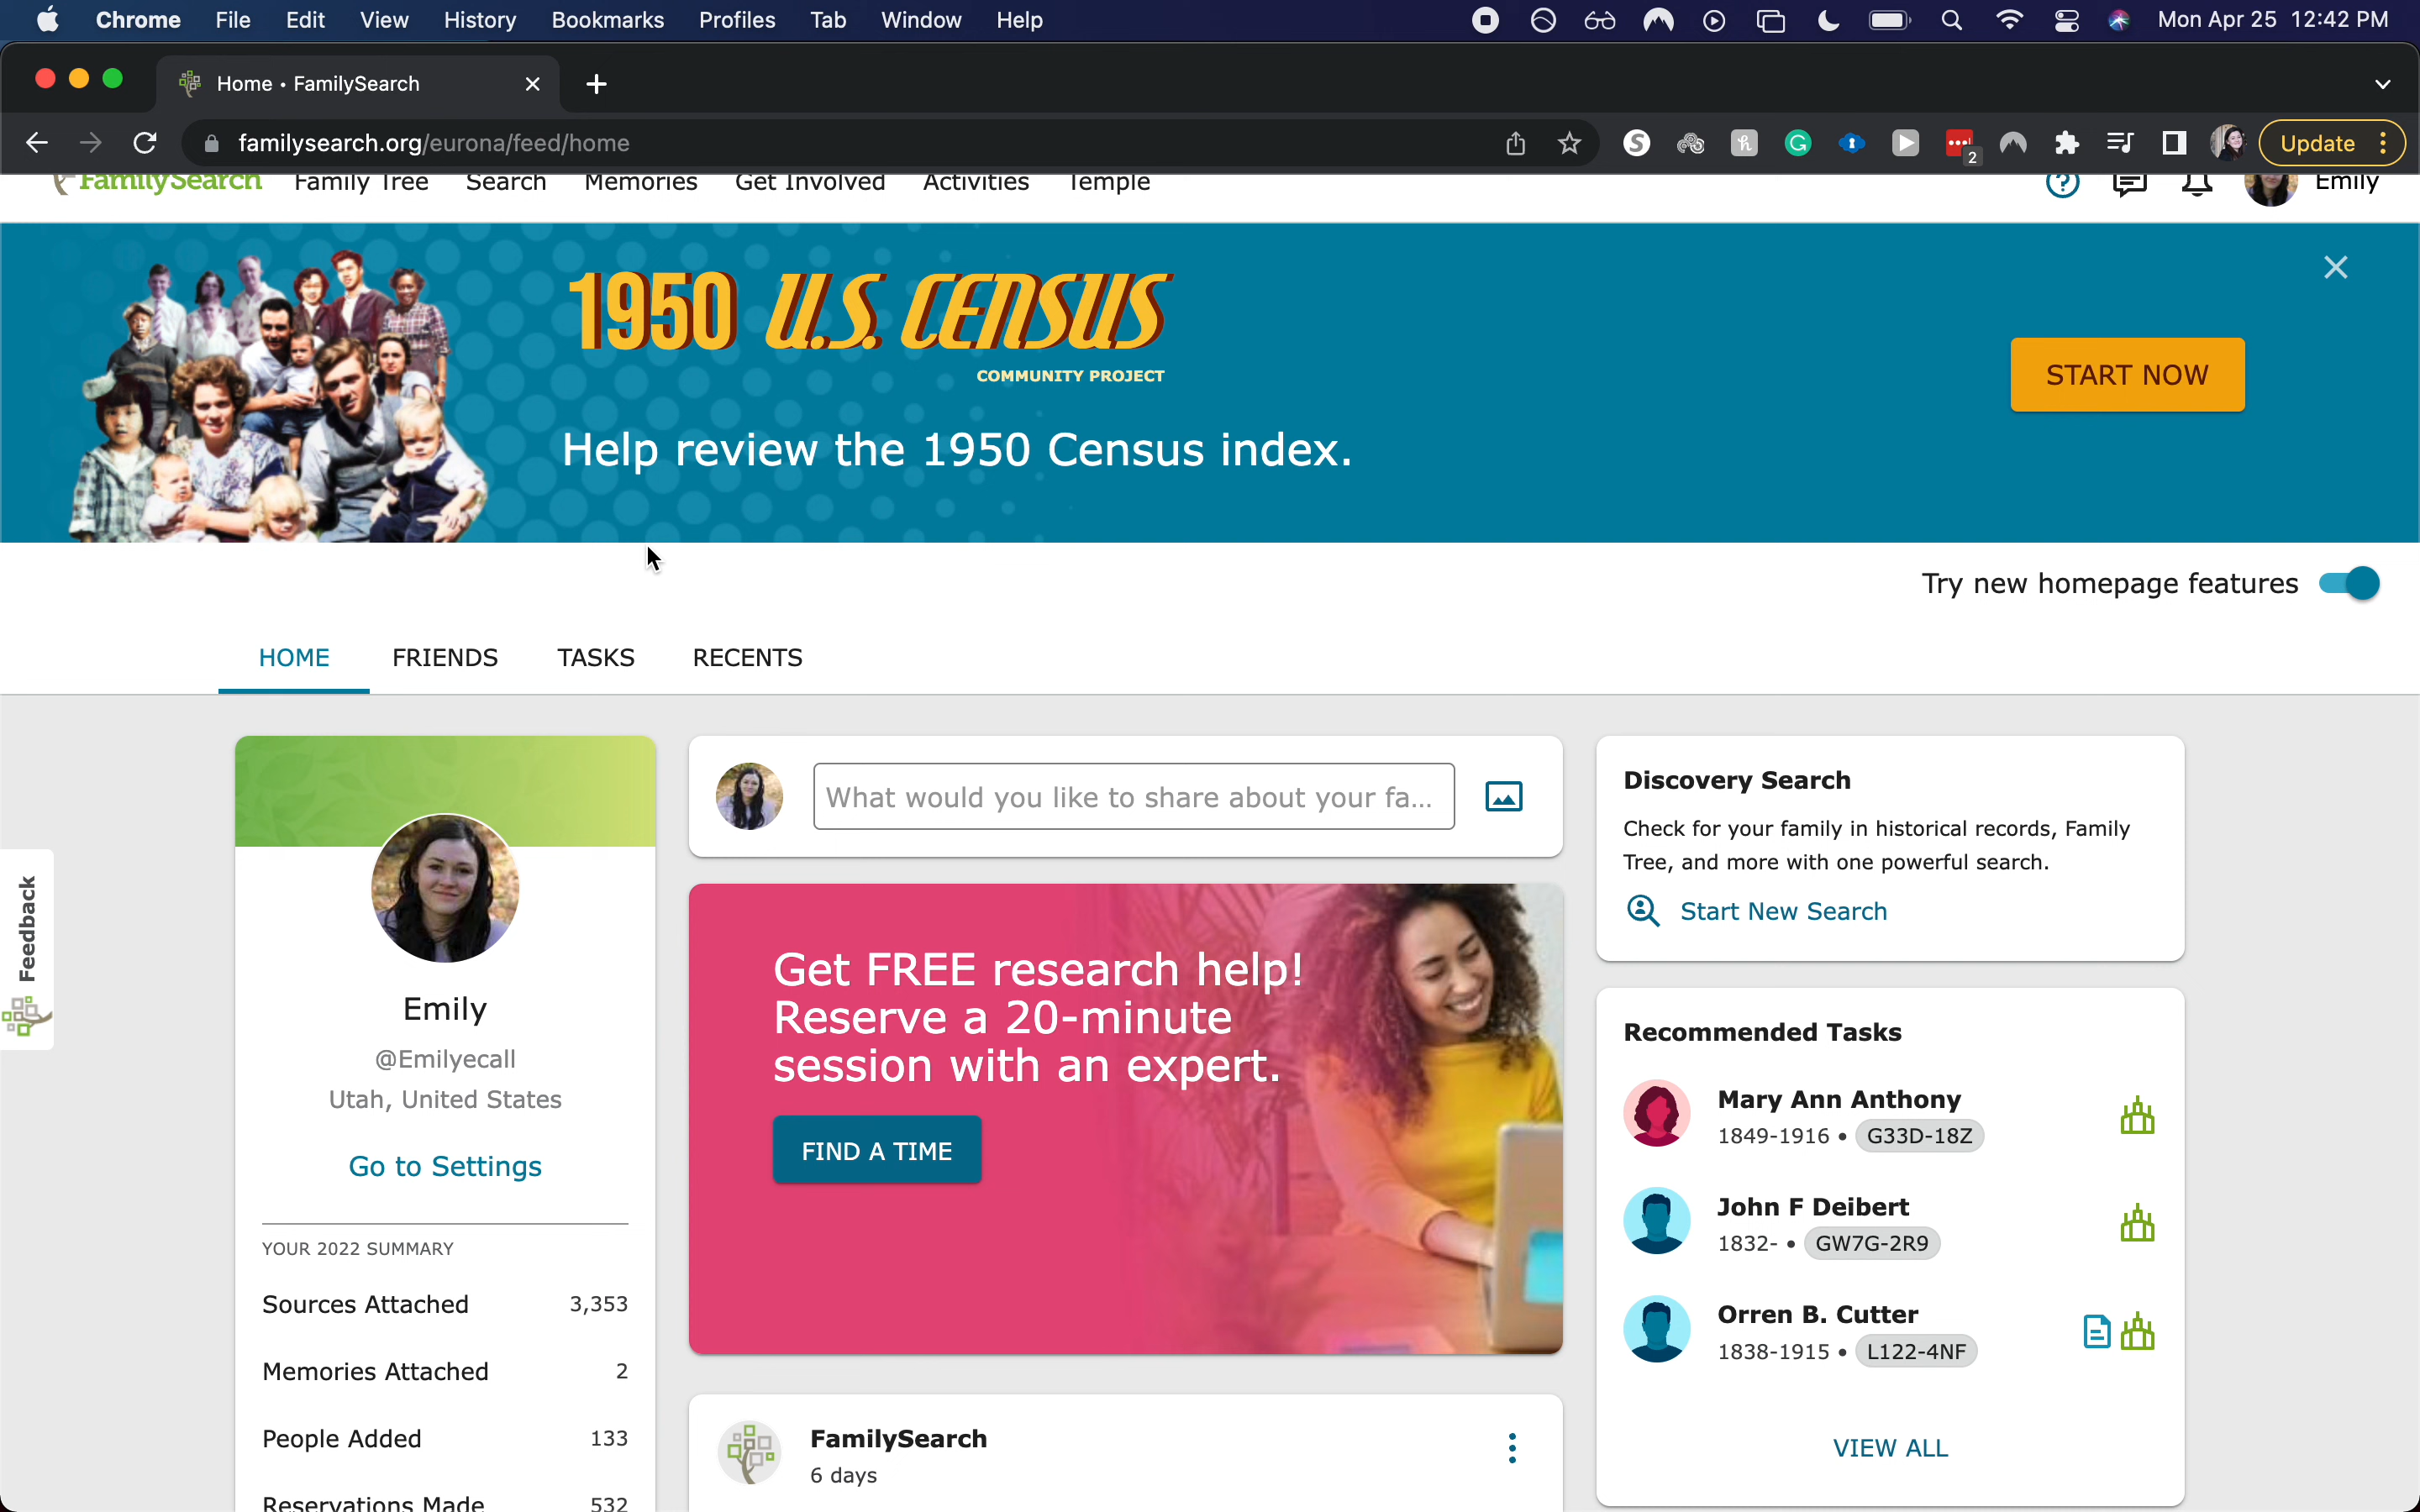 Chrome File Edit View History Bookmarks Profiles Tab Window Help Mon Apr 25 12:42 PM
Home • FamilySearch
familysearch.org/eurona/feed/home
2
Update
FamilySearch Family Tree Search Memories Get Involved Activities Temple Emily
1950 U.S. CENSUS
COMMUNITY PROJECT
START NOW
Help review the 1950 Census index.
Try new homepage features
HOME FRIENDS TASKS RECENTS
Feedback
Emily
@Emilyecall
Utah, United States
Go to Settings
YOUR 2022 SUMMARY
Sources Attached 3,353
Memories Attached 2
People Added 133
Reservations Made 532
What would you like to share about your fa...
Get FREE research help!
Reserve a 20-minute
session with an expert.
FIND A TIME
FamilySearch
6 days
Discovery Search
Check for your family in historical records, Family
Tree, and more with one powerful search.
Start New Search
Recommended Tasks
Mary Ann Anthony
1849-1916 • G33D-18Z
John F Deibert
1832- • GW7G-2R9
Orren B. Cutter
1838-1915 • L122-4NF
VIEW ALL